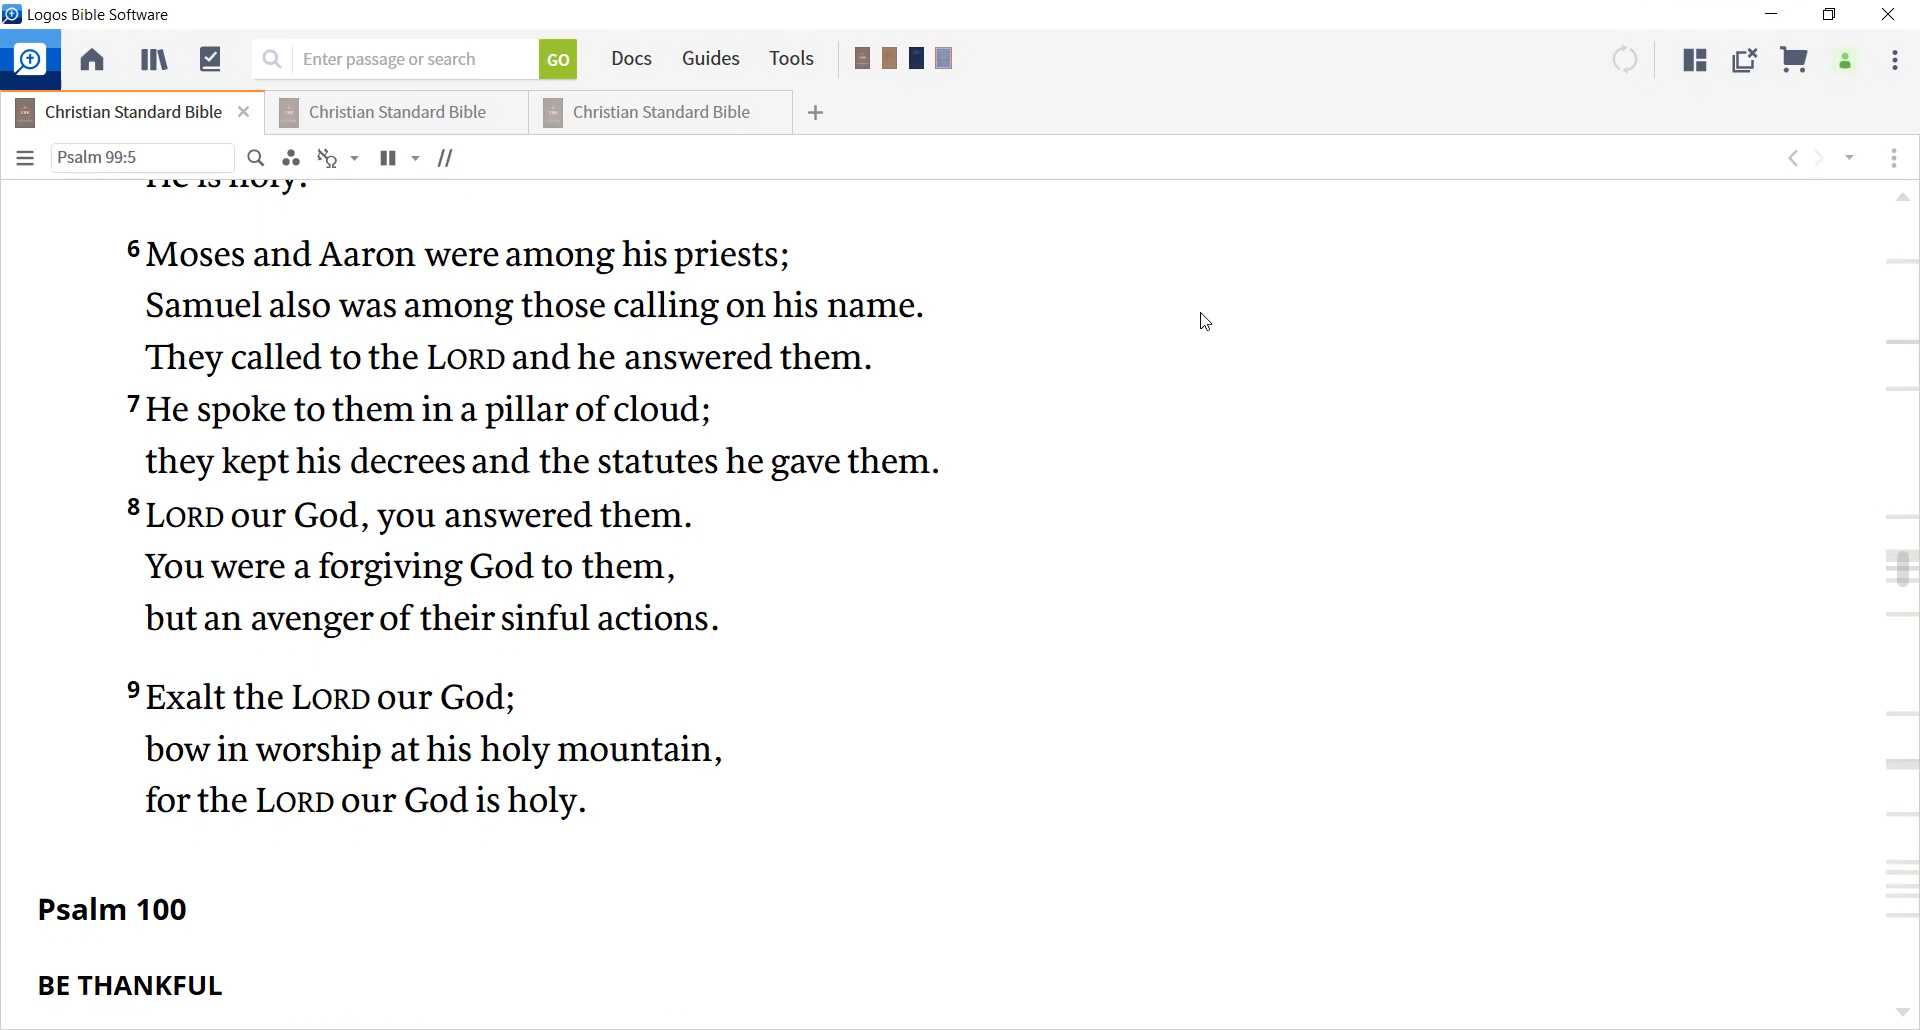 Logos Bible Software
Enter passage or search GO Docs Guides Tools
Christian Standard Bible Christian Standard Bible Christian Standard Bible
Psalm 99:5
He is holy.
6 Moses and Aaron were among his priests;
Samuel also was among those calling on his name.
They called to the LORD and he answered them.
7 He spoke to them in a pillar of cloud;
they kept his decrees and the statutes he gave them.
8 LORD our God, you answered them.
You were a forgiving God to them,
but an avenger of their sinful actions.
9 Exalt the LORD our God;
bow in worship at his holy mountain,
for the LORD our God is holy.
Psalm 100
BE THANKFUL